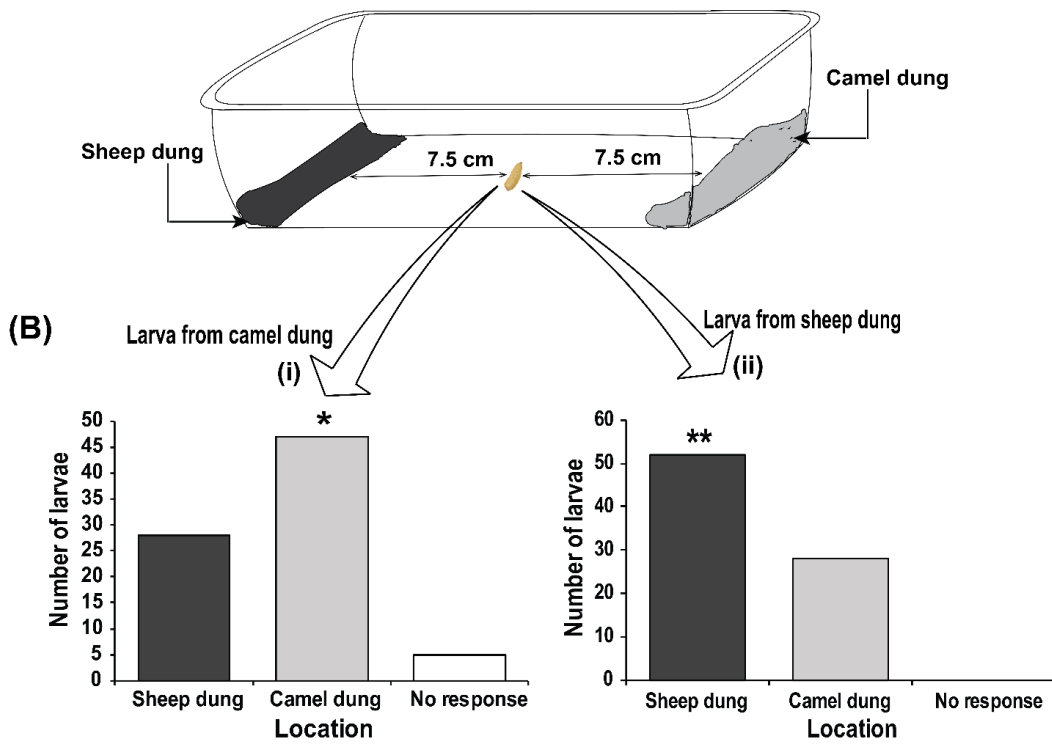 Camel dung
Sheep dung
7.5 cm
7.5 cm
(B)
Larva from camel dung
Larva from sheep dung
(i)
(ii)
50
45
40
35
30
25
20
15
10
5
0
Number of larvae
*
Sheep dung
Camel dung
No response
Location
60
50
40
30
20
10
0
Number of larvae
**
Sheep dung
Camel dung
No response
Location